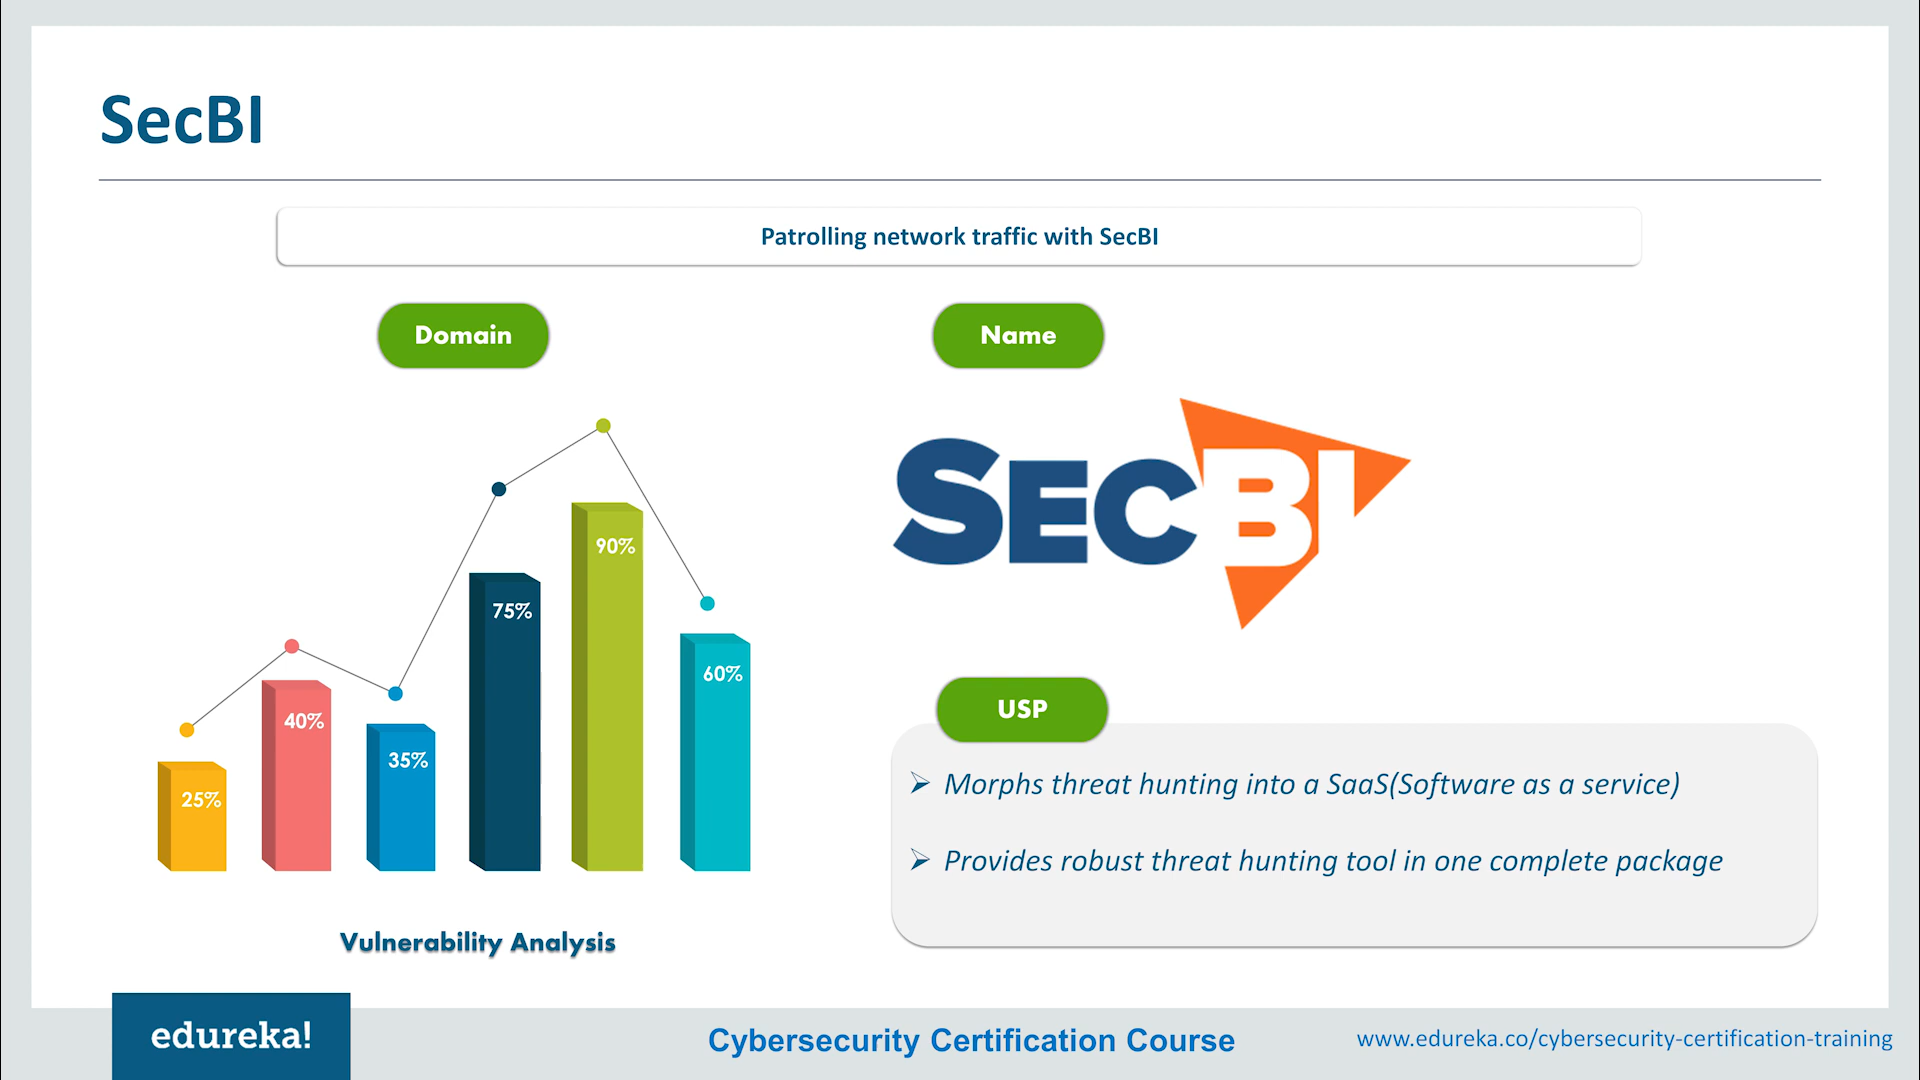 SecBI
Patrolling network traffic with SecBI
Domain
Name
25%
40%
35%
75%
90%
60%
Vulnerability Analysis
SECBI
USP
Morphs threat hunting into a SaaS(Software as a service)
Provides robust threat hunting tool in one complete package
edureka!
Cybersecurity Certification Course
www.edureka.co/cybersecurity-certification-training